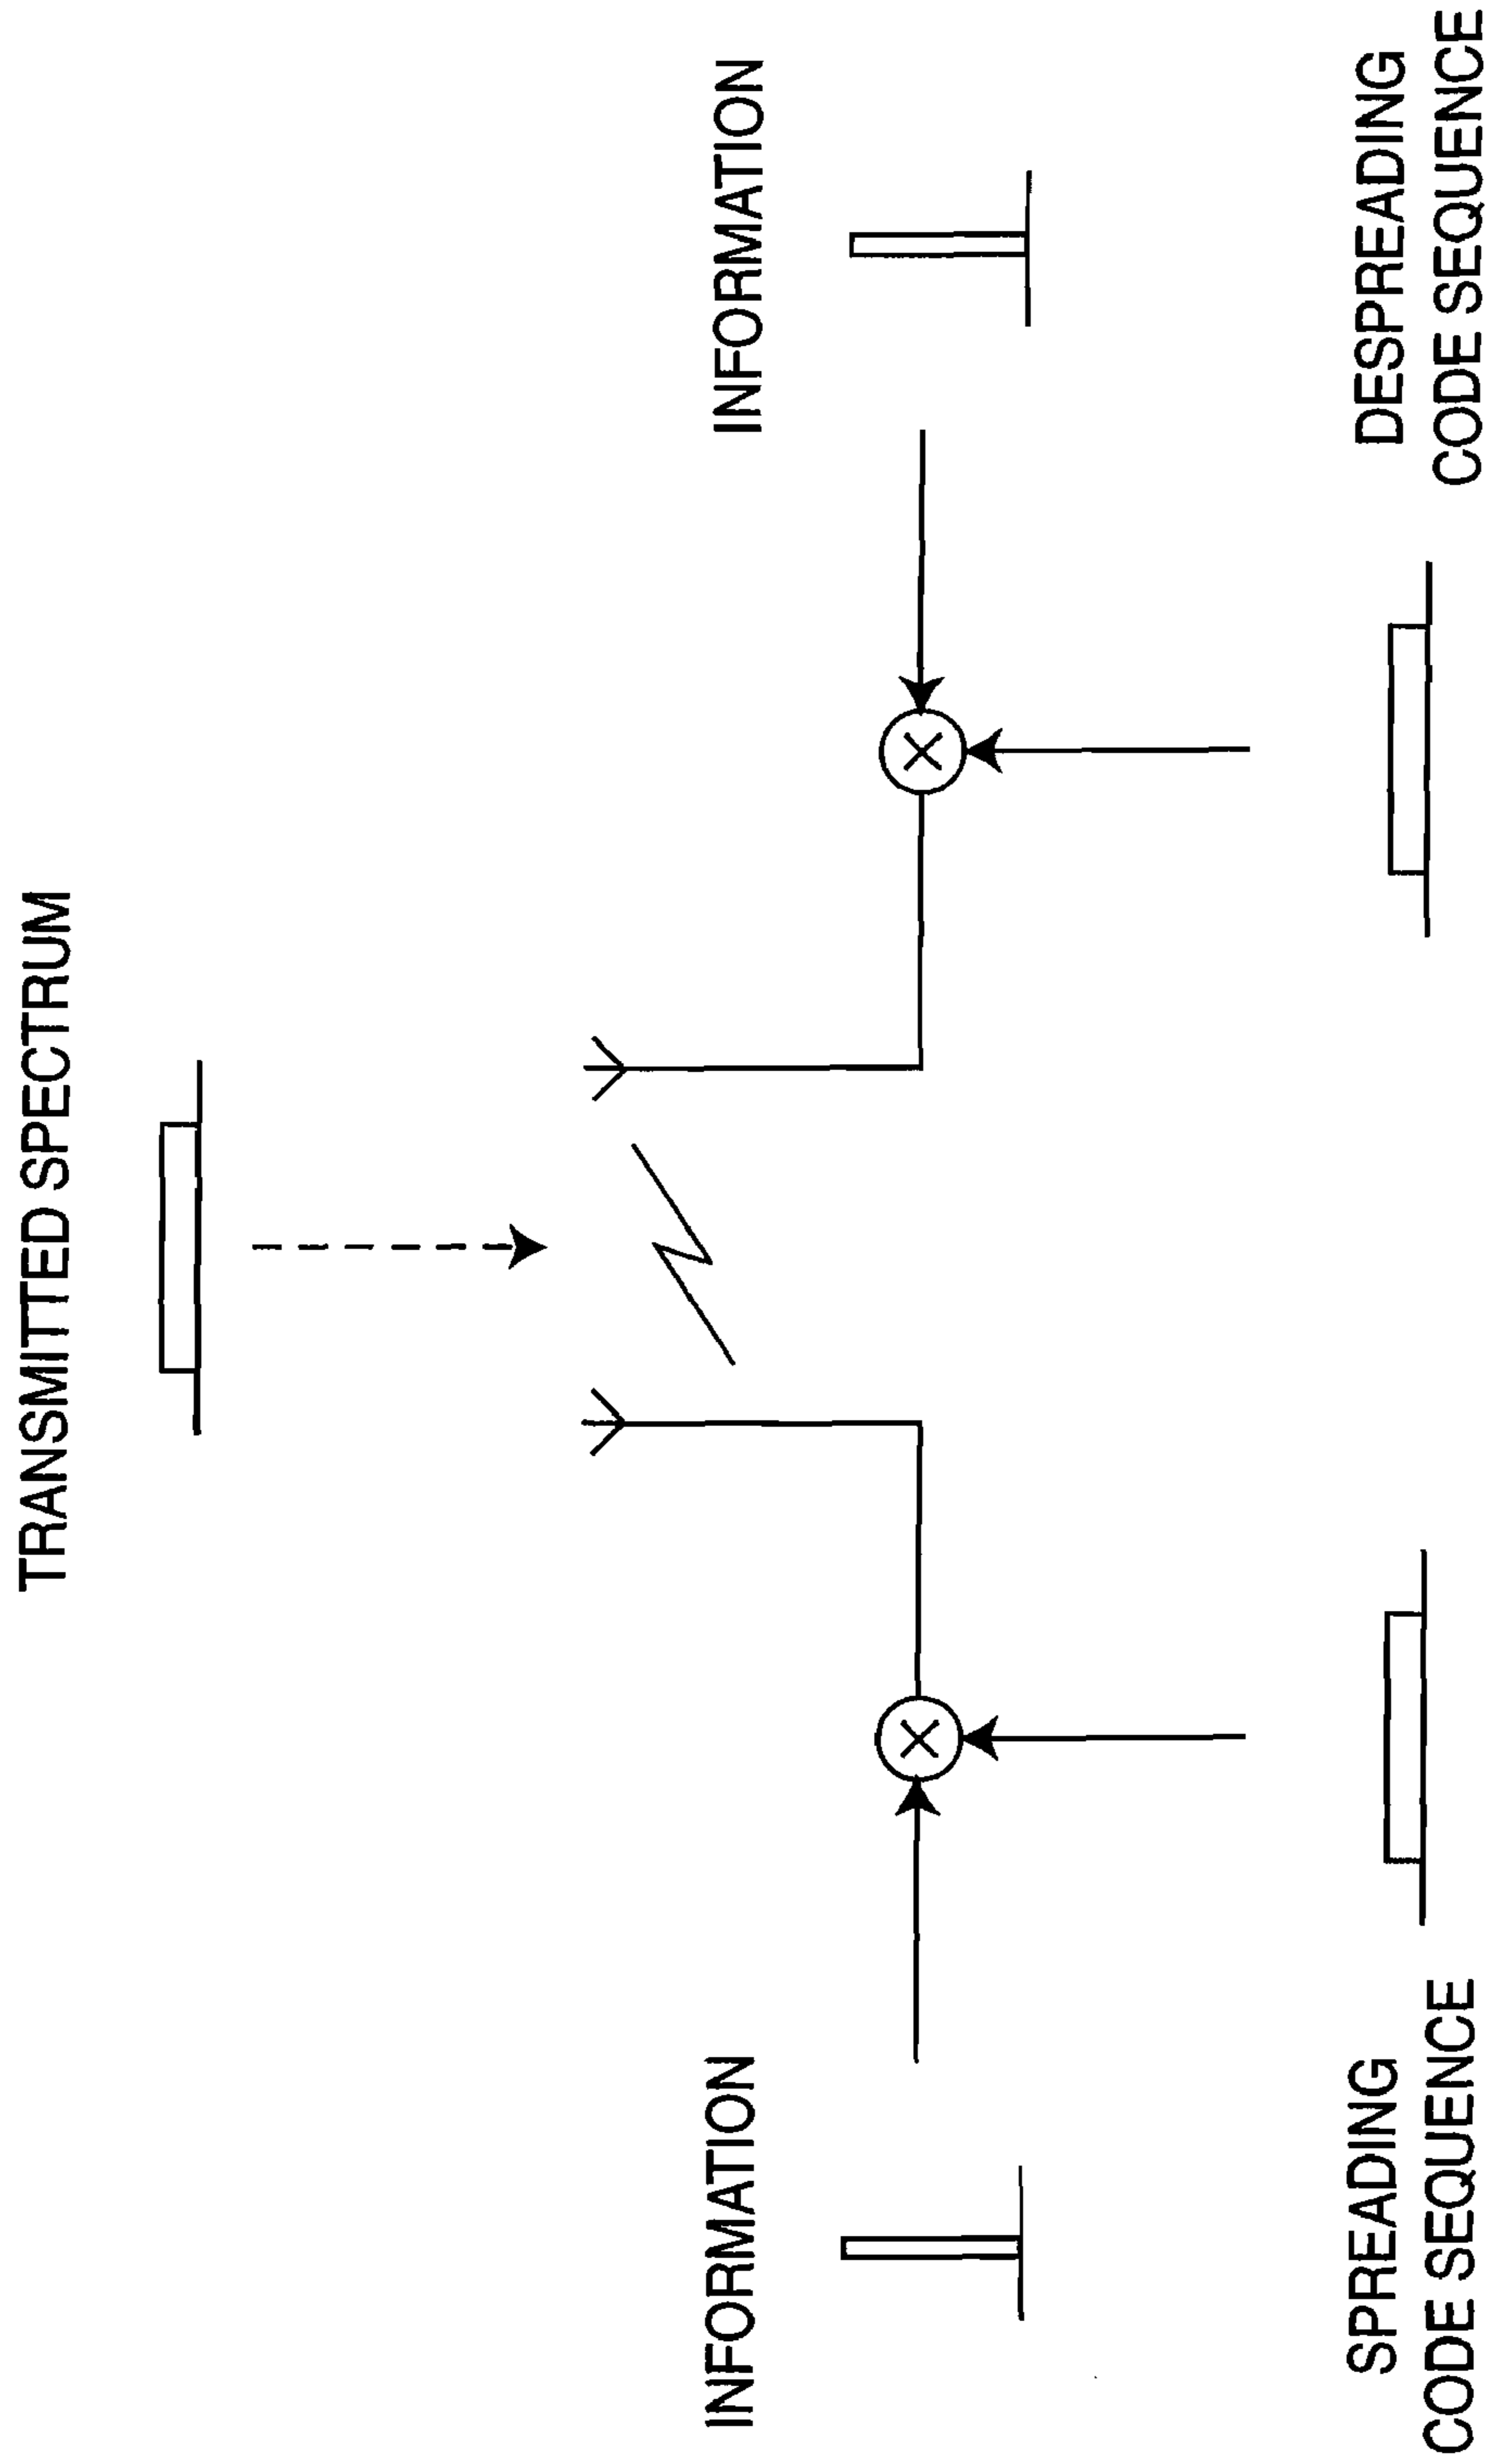 TRANSMITTED SPECTRUM
INFORMATION
INFORMATION
SPREADING
CODE SEQUENCE
DESPREADING
CODE SEQUENCE